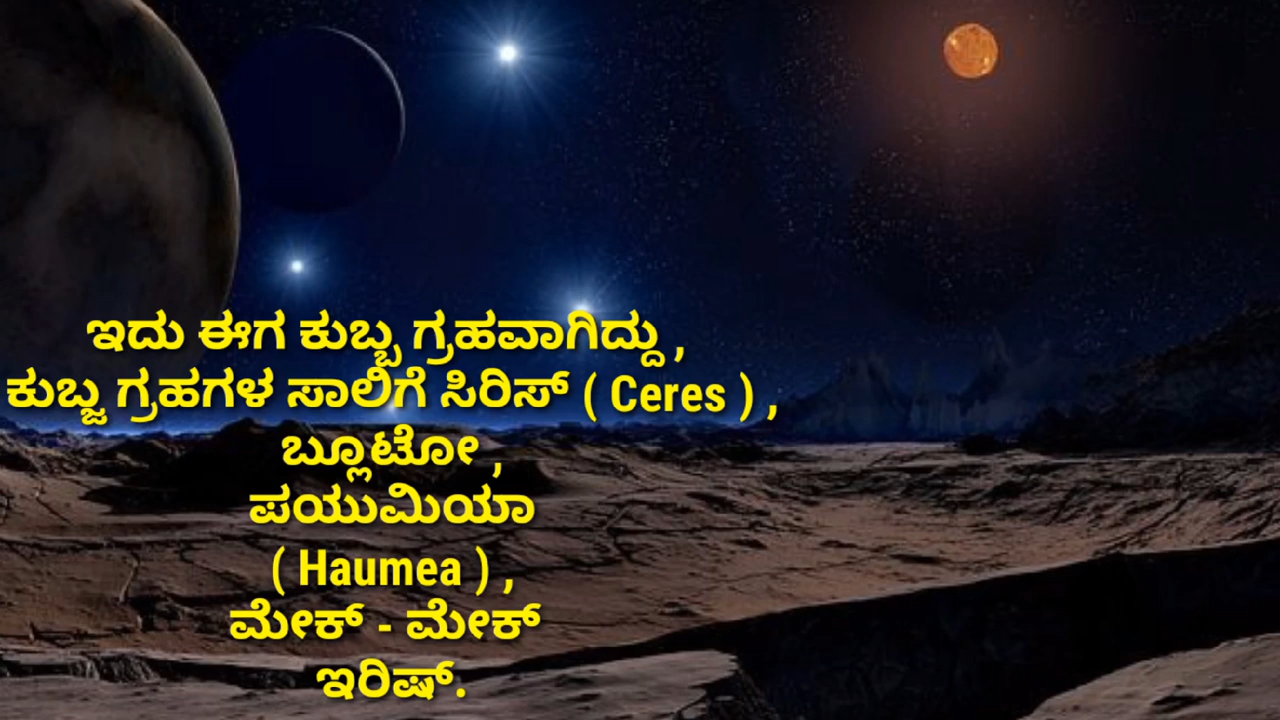 ಇದು ಈಗ ಕುಬ್ಬ ಗ್ರಹವಾಗಿದ್ದು ,
ಕುಬ್ಜ ಗ್ರಹಗಳ ಸಾಲಿಗೆ ಸಿರಿಸ್ ( Ceres ) ,
ಬ್ಲೂಟೋ ,
ಪಯುಮಿಯಾ
( Haumea ) ,
ಮೇಕ್ - ಮೇಕ್
ಇರಿಷ್.